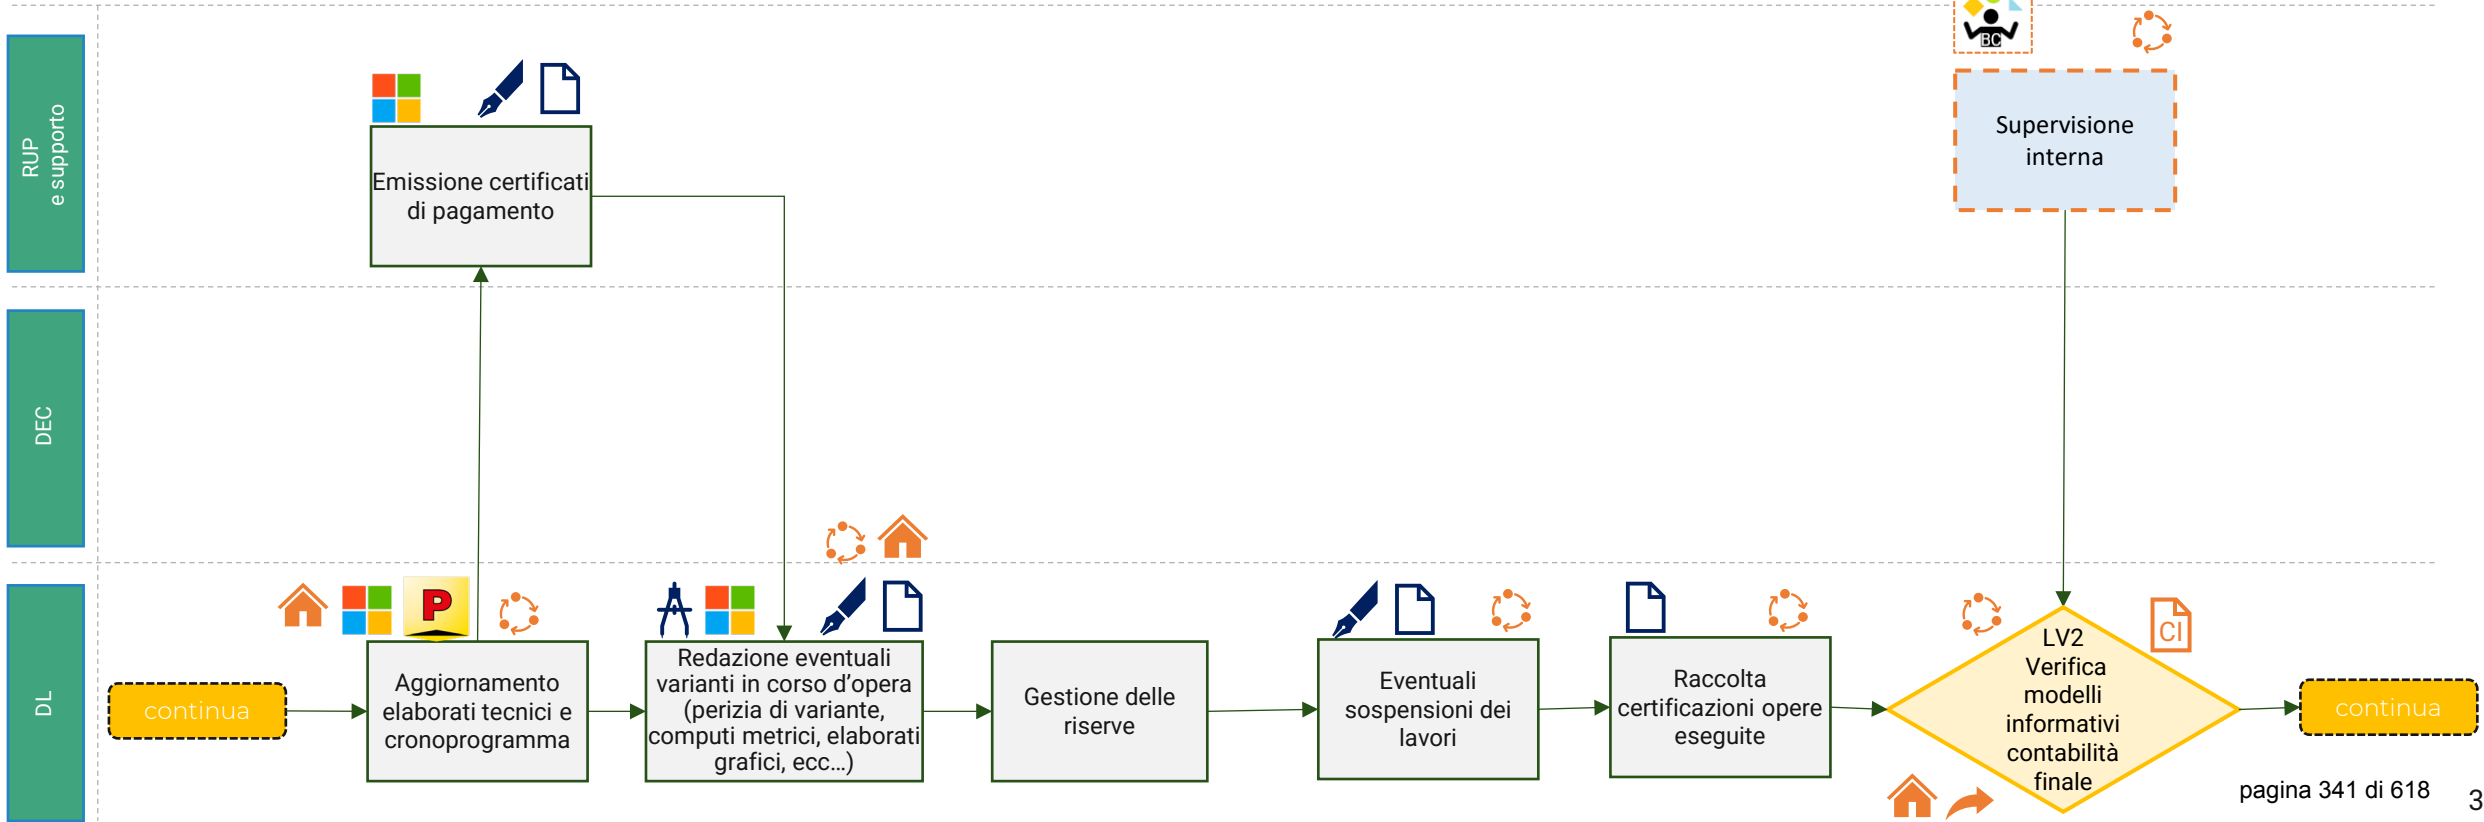 RUP
e supporto
BC
Emissione certificati
di pagamento
Supervisione
interna
DEC
DL
continua
P
Aggiornamento
elaborati tecnici e
cronoprogramma
Redazione eventuali
varianti in corso d’opera
(perizia di variante,
computi metrici, elaborati
grafici, ecc...)
Gestione delle
riserve
Eventuali
sospensioni dei
lavori
Raccolta
certificazioni opere
eseguite
LV2
Verifica
modelli
informativi
contabilità
finale
CI
continua
pagina 341 di 618
3